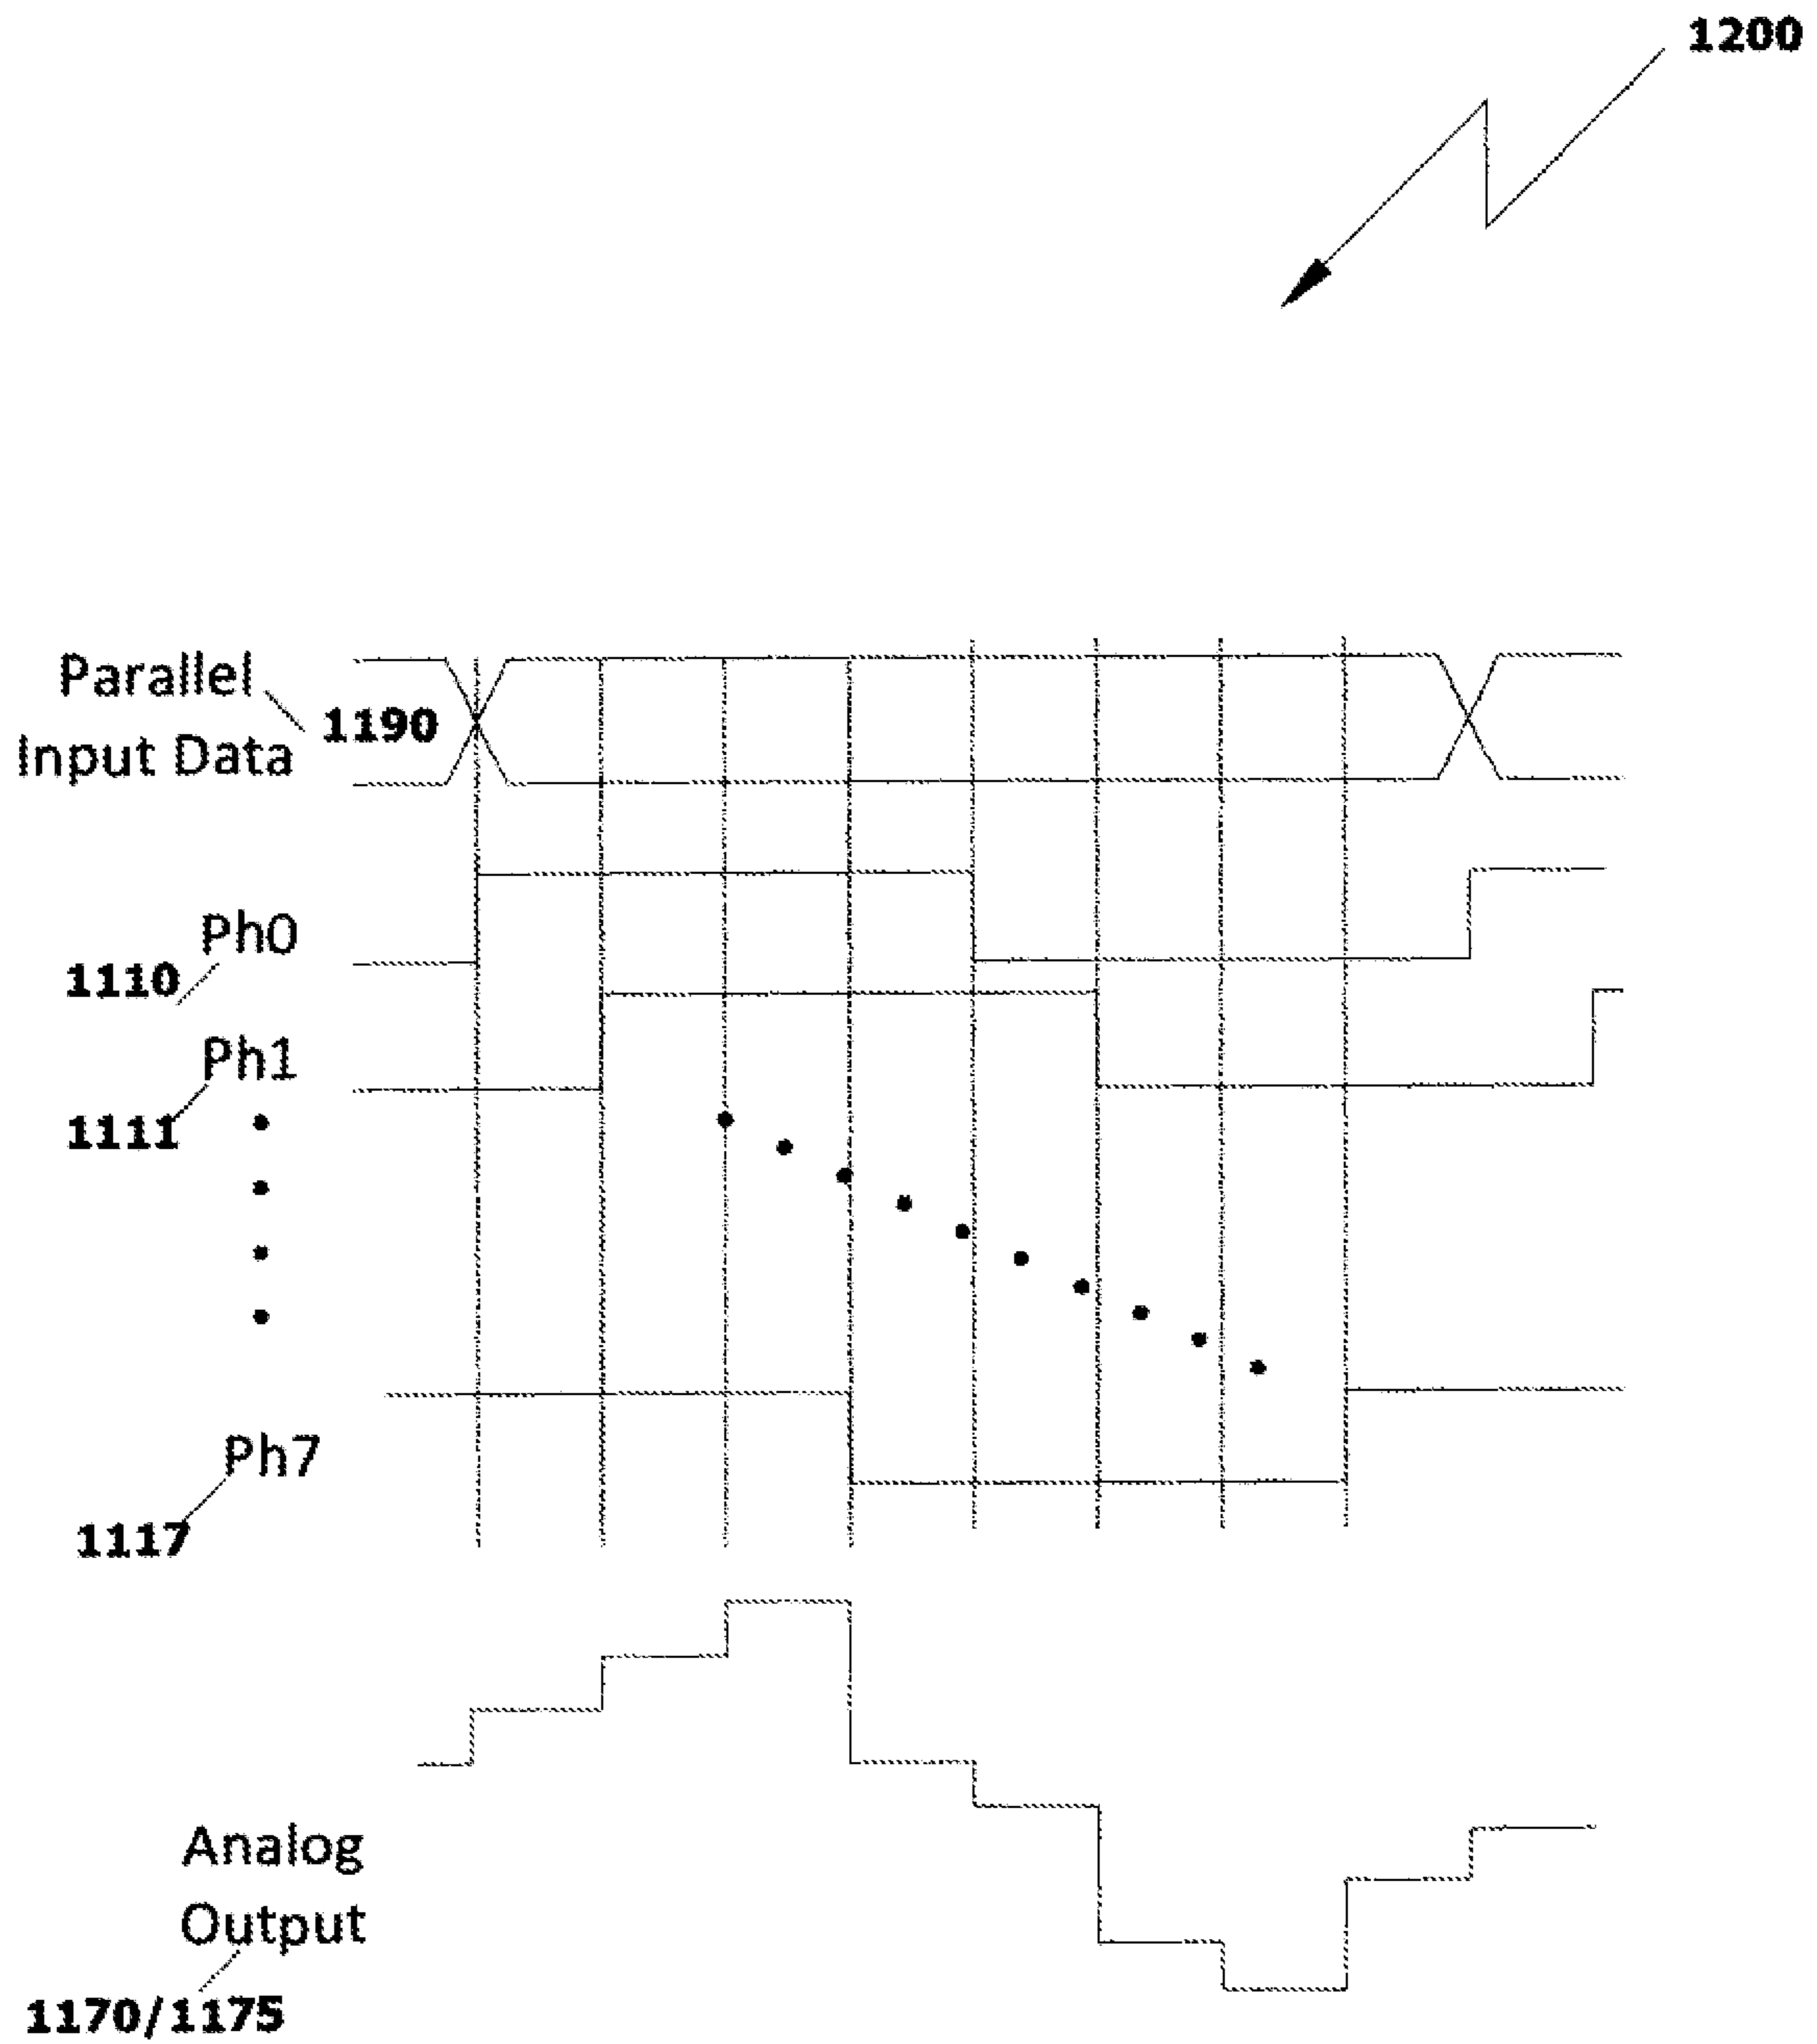 1200
Parallel
Input Data
1190
Ph0
1110
Ph1
1111
Ph7
1117
Analog
Output
1170/1175